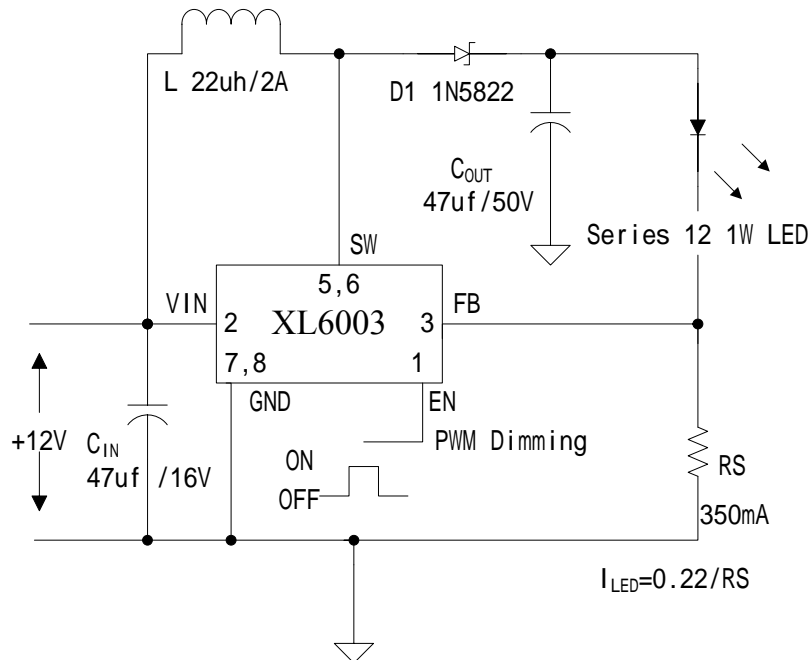 L 22uh/2A
D1 1N5822
COUT
47uf/50V
Series 12 1W LED
SW
5,6
VIN
2
XL6003
3
FB
7,8
1
GND
EN
+12V
CIN
47uf /16V
PWM Dimming
ON
OFF
RS
350mA
ILED=0.22/RS